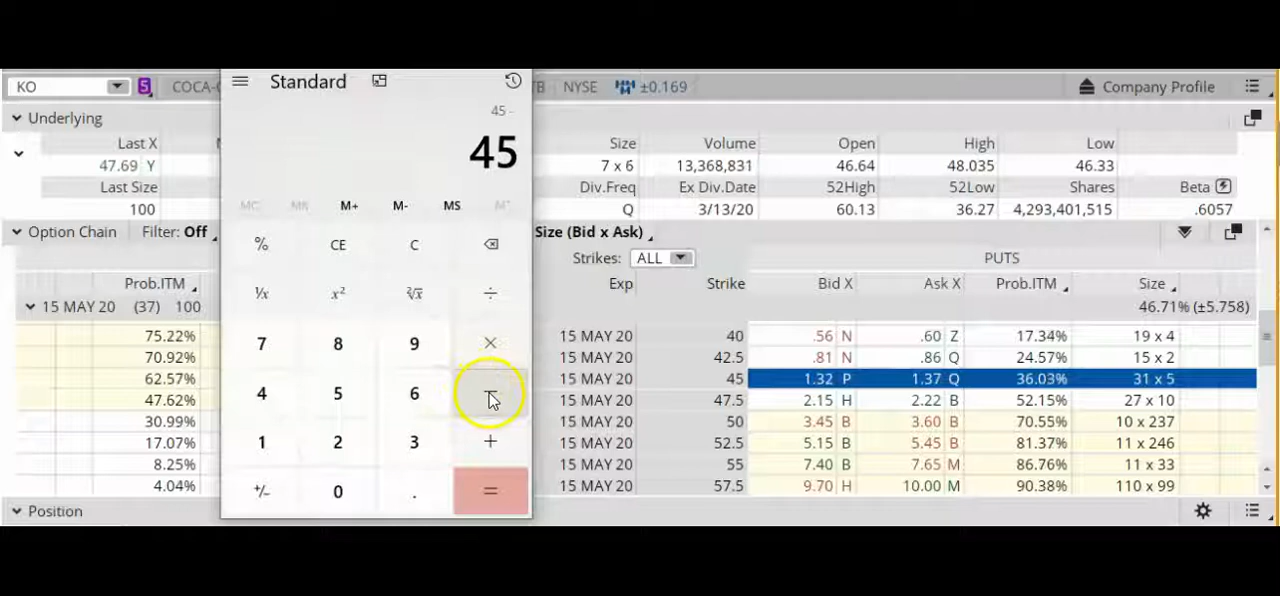 KO S COCA-C TB NYSE ±0.169 Company Profile
Underlying
Last X Size Volume Open High Low
47.69 Y 7 x 6 13,368,831 46.64 48.035 46.33
Last Size Div.Freq Ex Div.Date 52High 52Low Shares Beta
100 Q 3/13/20 60.13 36.27 4,293,401,515 .6057
Option Chain Filter: Off Size (Bid x Ask)
Strikes: ALL PUTS
Prob.ITM Exp Strike Bid X Ask X Prob.ITM Size
15 MAY 20 (37) 100 46.71% (±5.758)
75.22% 15 MAY 20 40 .56 N .60 Z 17.34% 19 x 4
70.92% 15 MAY 20 42.5 .81 N .86 Q 24.57% 15 x 2
62.57% 15 MAY 20 45 1.32 P 1.37 Q 36.03% 31 x 5
47.62% 15 MAY 20 47.5 2.15 H 2.22 B 52.15% 27 x 10
30.99% 15 MAY 20 50 3.45 B 3.60 B 70.55% 10 x 237
17.07% 15 MAY 20 52.5 5.15 B 5.45 B 81.37% 11 x 246
8.25% 15 MAY 20 55 7.40 B 7.65 M 86.76% 11 x 33
4.04% 15 MAY 20 57.5 9.70 H 10.00 M 90.38% 110 x 99
Position
Standard
45 -
45
MC MR M+ M- MS M˅
% CE C
¹/x x² ²√x ÷
7 8 9 ×
4 5 6 −
1 2 3 +
+/- 0 . =